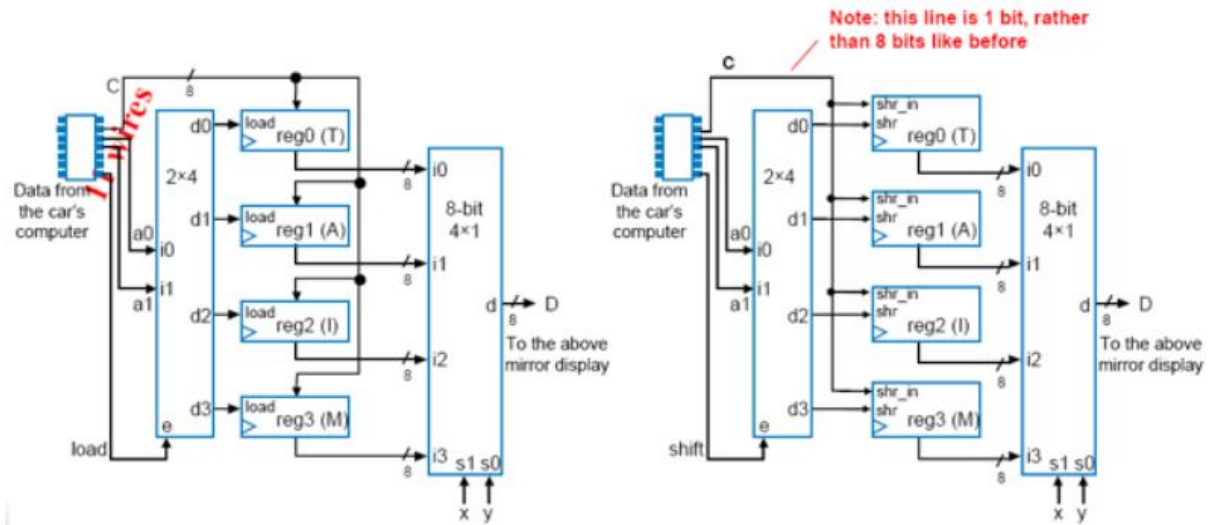 Note: this line is 1 bit, rather
than 8 bits like before
C
8
wires
d0
load
reg0 (T)
i0
8
2×4
Data from
the car's
computer
d1
load
reg1 (A)
8-bit
4×1
a0
i0
i1
8
a1
i1
d2
load
reg2 (I)
d
8
D
To the above
mirror display
i2
8
d3
load
reg3 (M)
e
load
i3
8
s1 s0
x y
C
d0
shr_in
shr
reg0 (T)
i0
8
2×4
Data from
the car's
computer
d1
shr_in
shr
reg1 (A)
8-bit
4×1
a0
i0
i1
8
a1
i1
d2
shr_in
shr
reg2 (I)
d
8
D
To the above
mirror display
i2
8
d3
shr_in
shr
reg3 (M)
e
shift
i3
8
s1 s0
x y